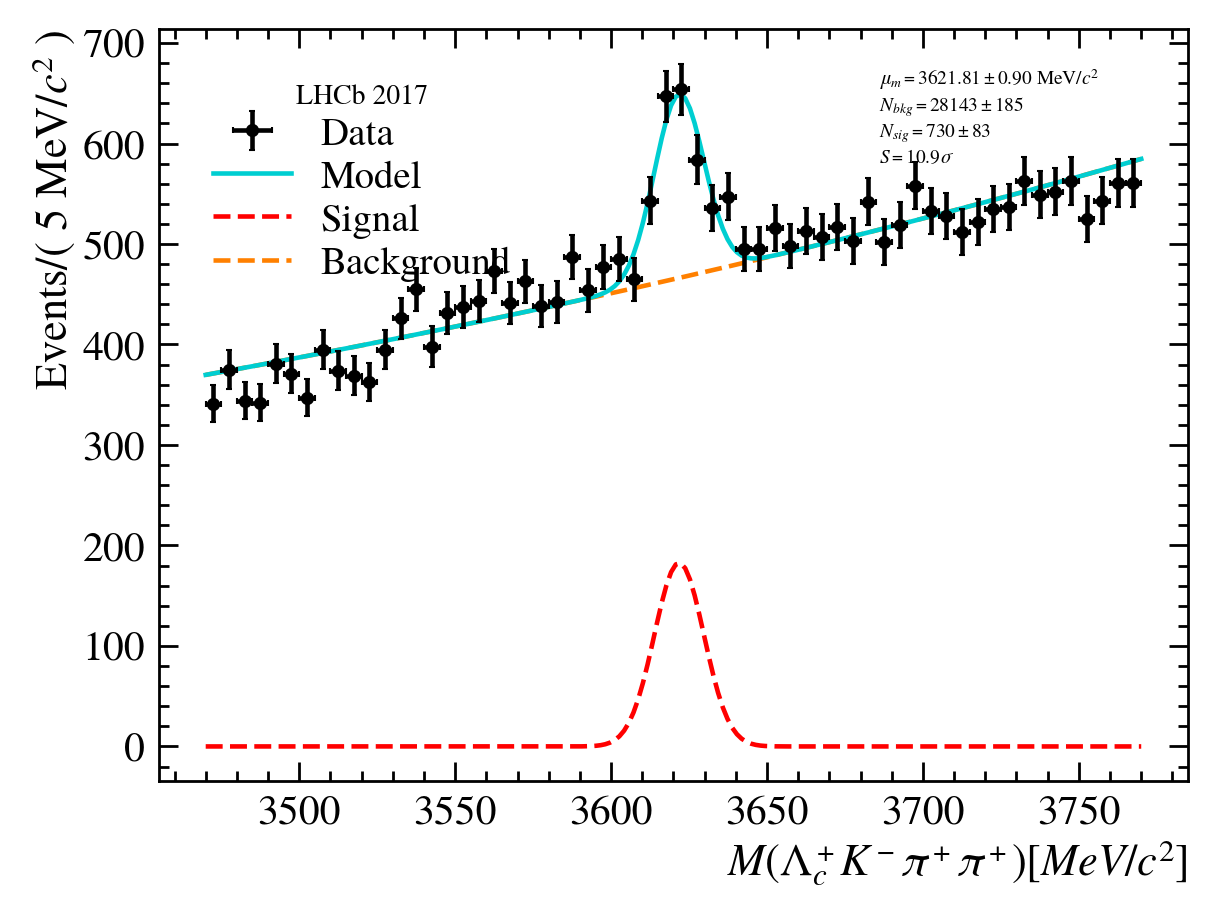 Events/( 5 MeV/c² )
700
600
500
400
300
200
100
0
LHCb 2017
Data
Model
Signal
Background
μₘ = 3621.81 ± 0.90 MeV/c²
N_bkg = 28143 ± 185
N_sig = 730 ± 83
S = 10.9σ
3500 3550 3600 3650 3700 3750
M(Λ_c⁺K⁻π⁺π⁺)[MeV/c²]